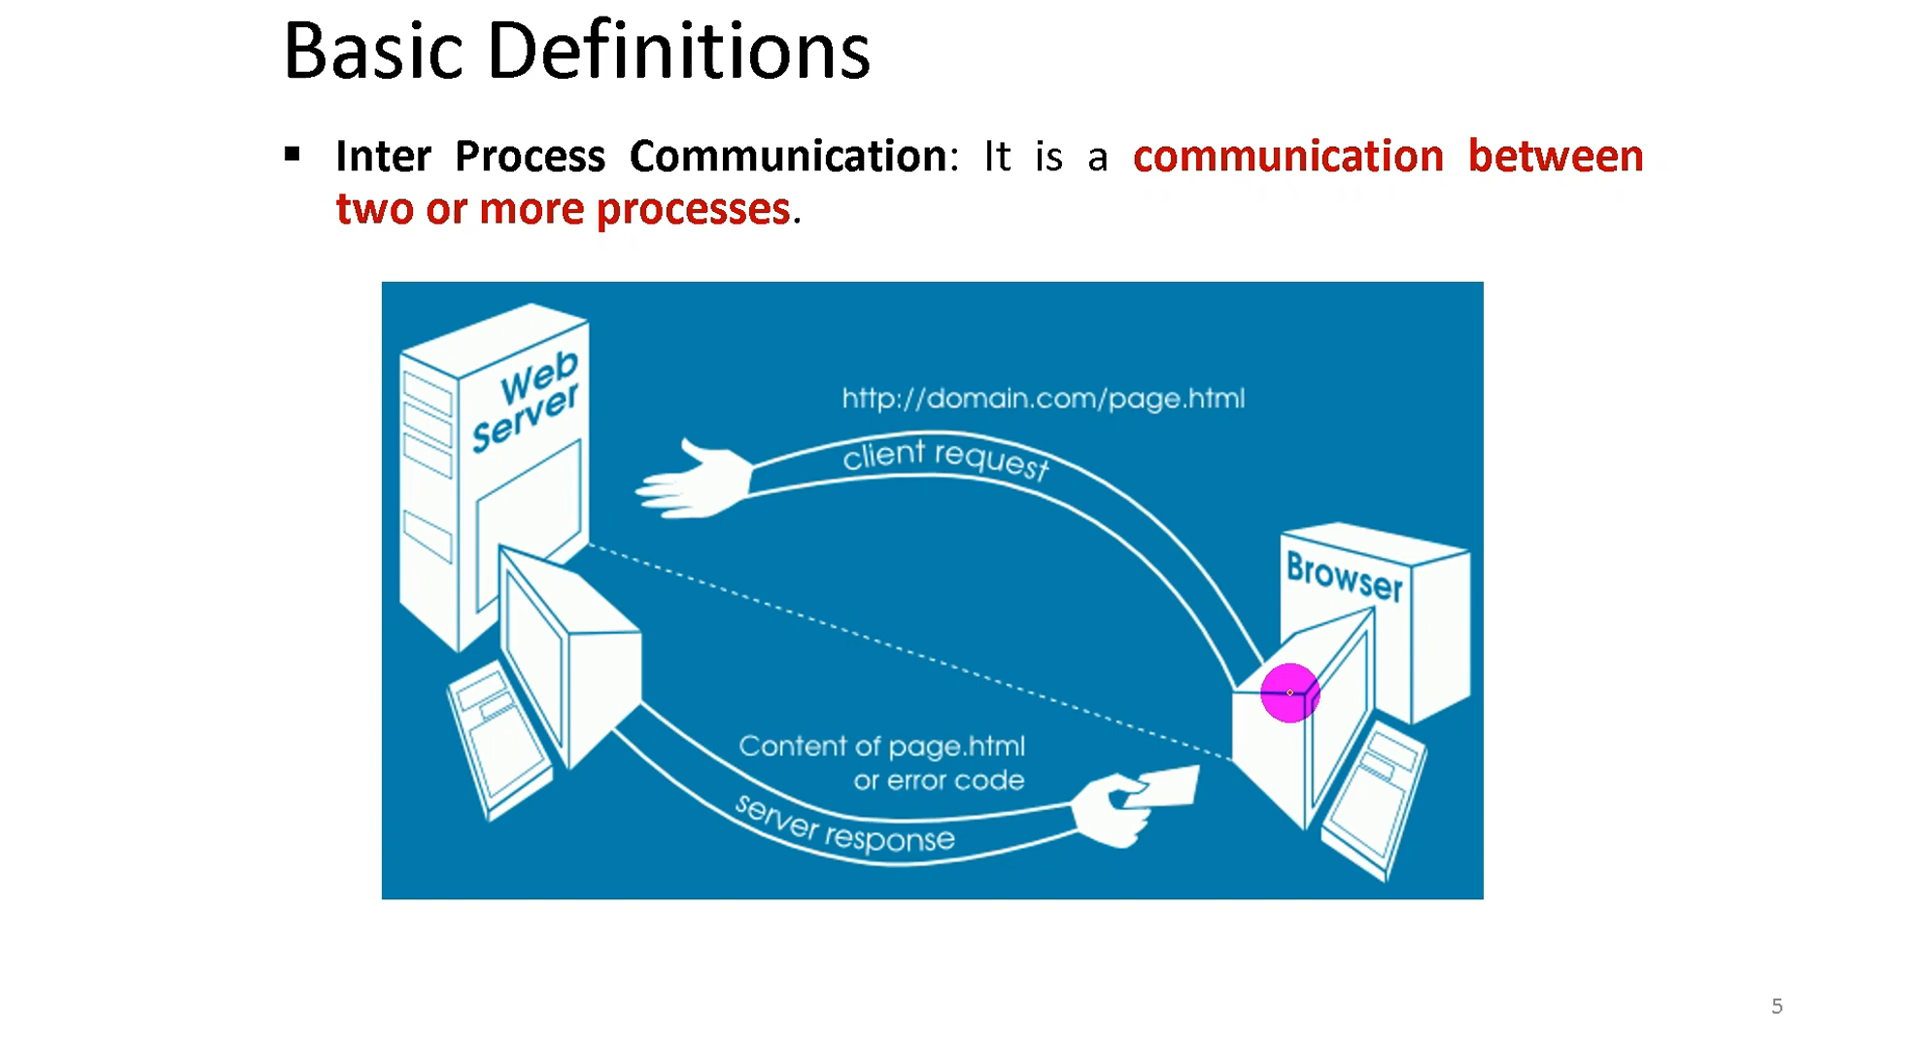 Basic Definitions
▪ Inter Process Communication: It is a communication between
two or more processes.
Web
Server
http://domain.com/page.html
client request
Browser
Content of page.html
or error code
server response
5